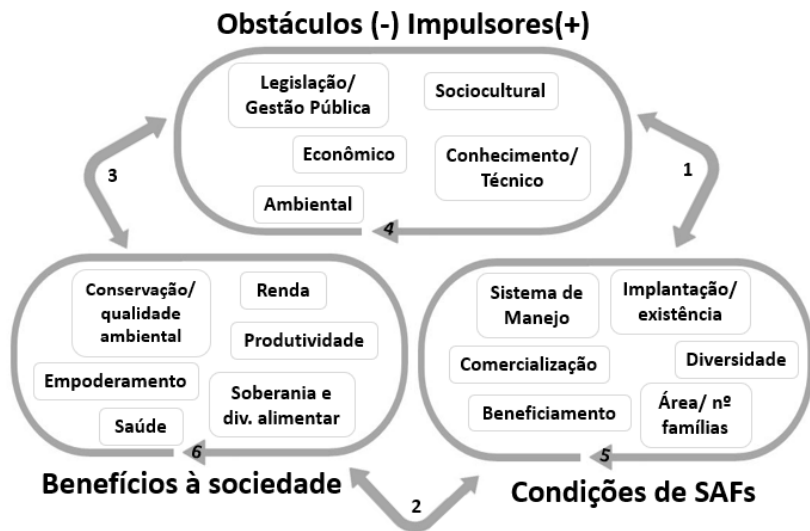 Obstáculos (-) Impulsores(+)
Legislação/
Gestão Pública
Sociocultural
Econômico
Conhecimento/
Técnico
Ambiental
3
1
4
Conservação/
qualidade
ambiental
Renda
Produtividade
Empoderamento
Soberania e
div. alimentar
Saúde
6
Benefícios à sociedade
Sistema de
Manejo
Implantação/
existência
Comercialização
Diversidade
Beneficiamento
Área/ nº
famílias
5
Condições de SAFs
2